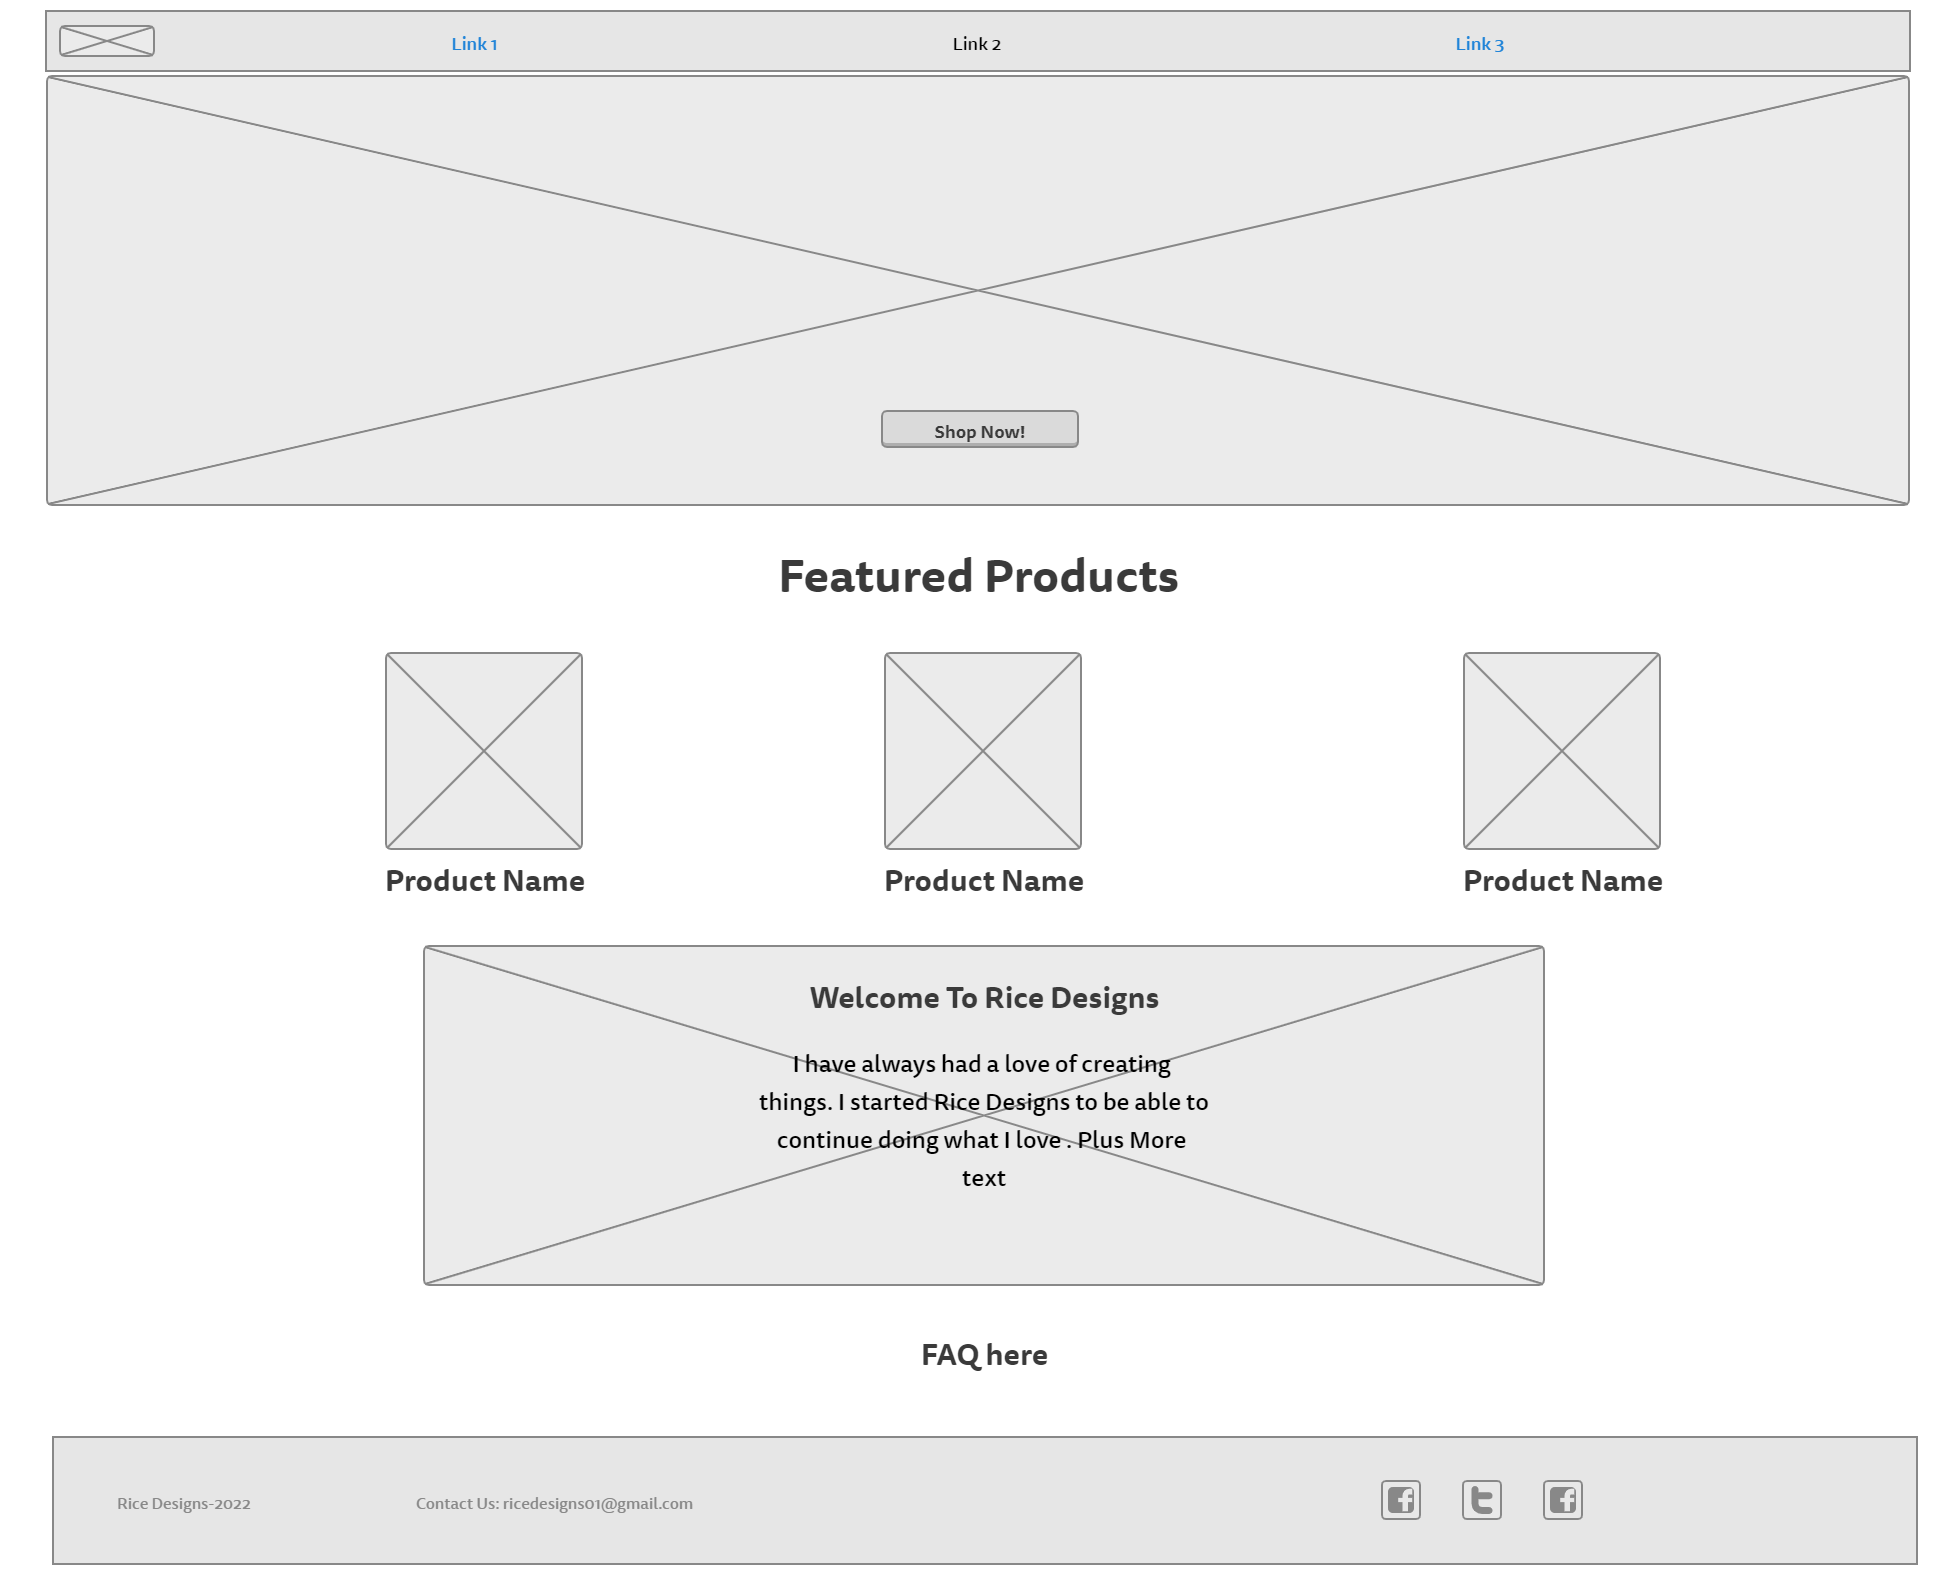 Link 1
Link 2
Link 3
Shop Now!
Featured Products
Product Name
Product Name
Product Name
Welcome To Rice Designs
I have always had a love of creating
things. I started Rice Designs to be able to
continue doing what I love . Plus More
text
FAQ here
Rice Designs-2022
Contact Us: ricedesigns01@gmail.com